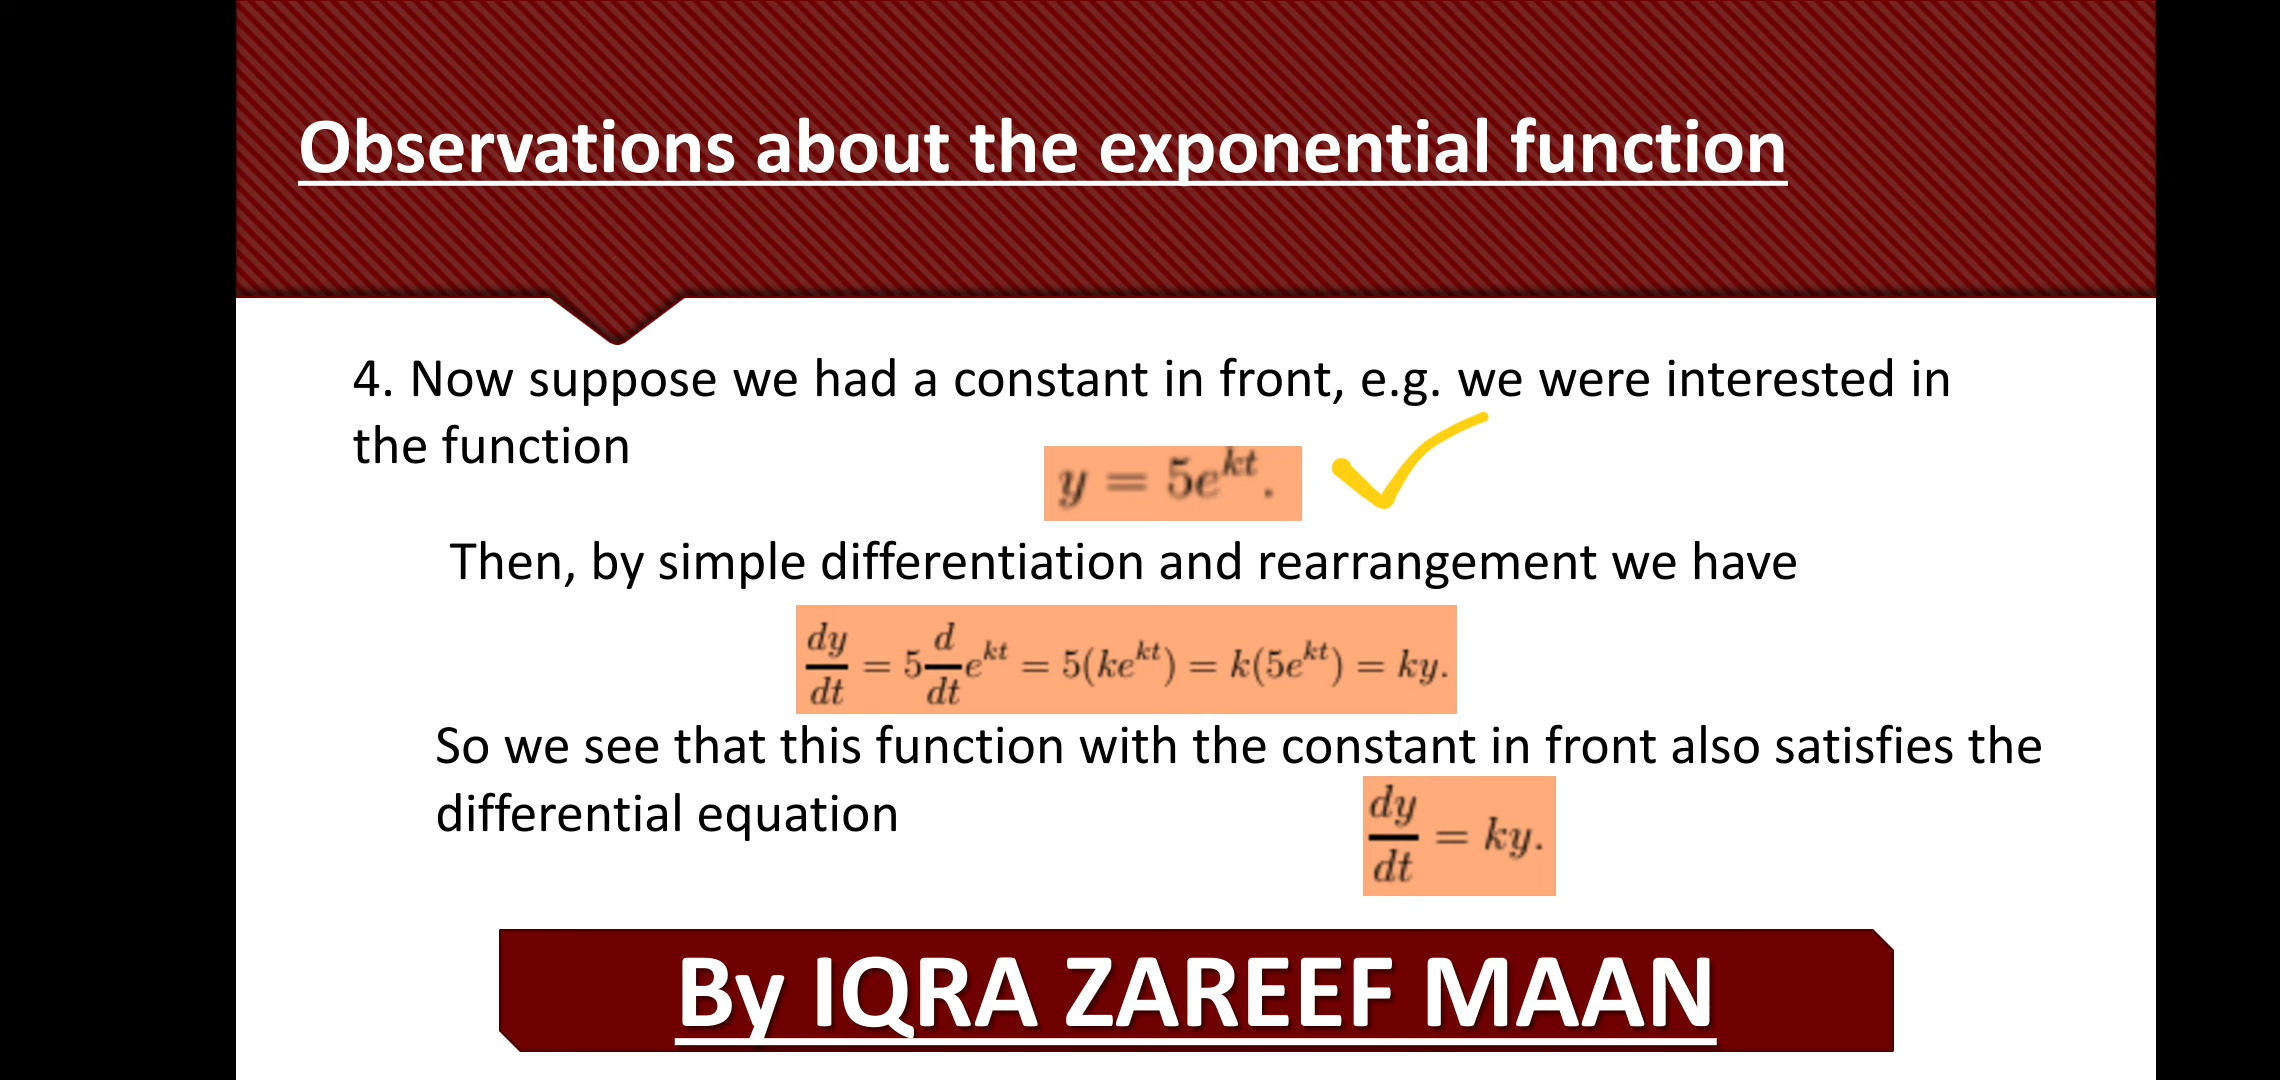 Observations about the exponential function
4. Now suppose we had a constant in front, e.g. we were interested in
the function
y = 5e^{kt}.
Then, by simple differentiation and rearrangement we have
\frac{dy}{dt} = 5\frac{d}{dt}e^{kt} = 5(ke^{kt}) = k(5e^{kt}) = ky.
So we see that this function with the constant in front also satisfies the
differential equation
\frac{dy}{dt} = ky.
By IQRA ZAREEF MAAN